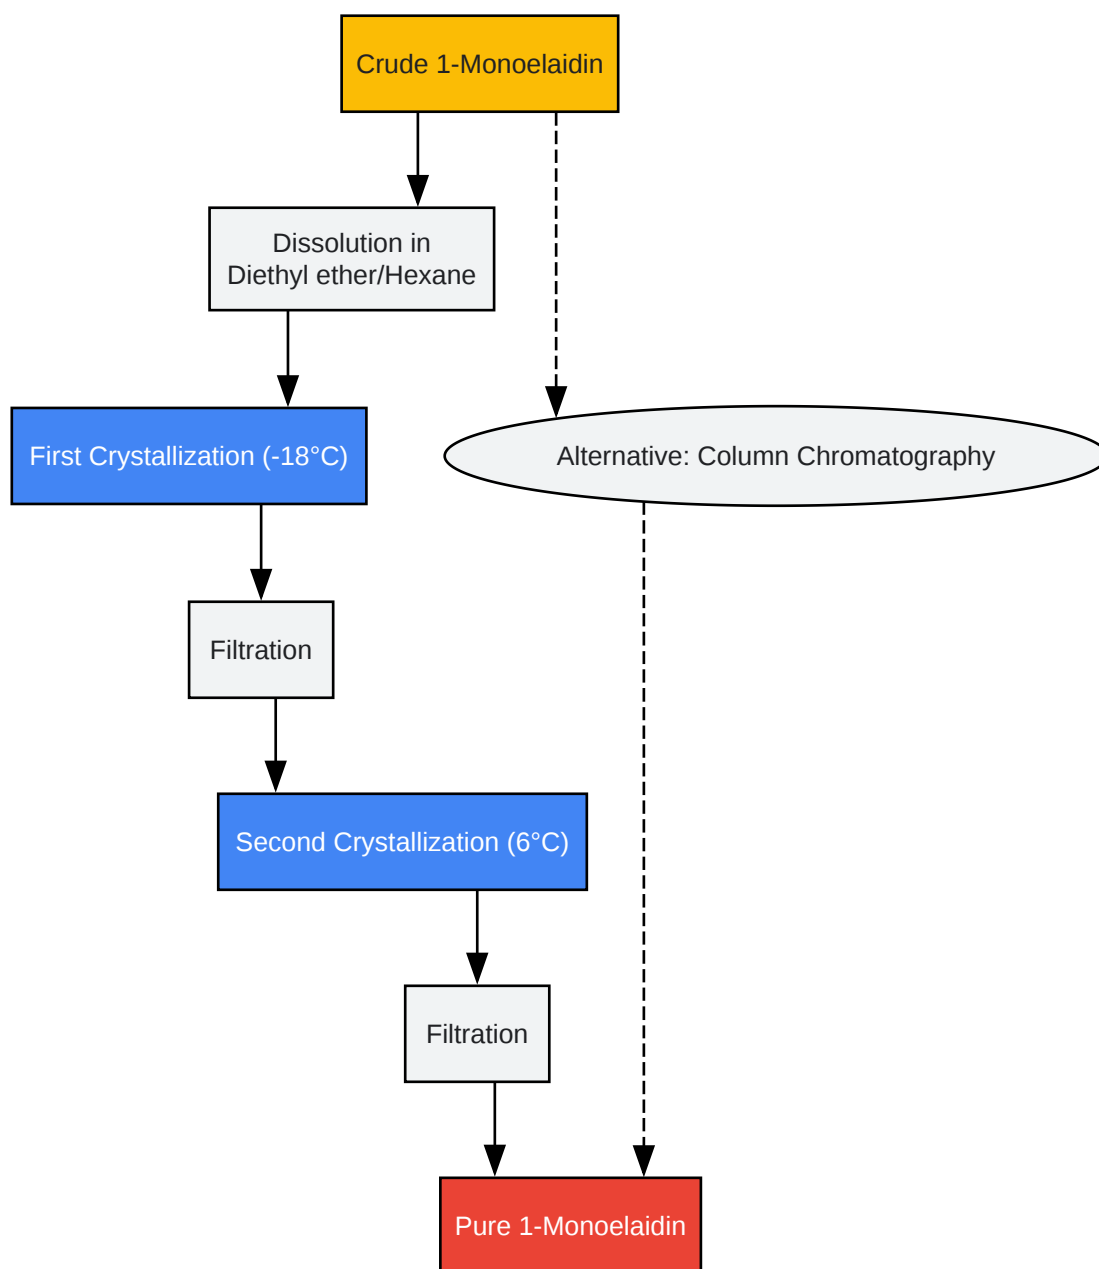 Crude 1-Monoelaidin
Dissolution in
Diethyl ether/Hexane
First Crystallization (-18°C)
Alternative: Column Chromatography
Filtration
Second Crystallization (6°C)
Filtration
Pure 1-Monoelaidin